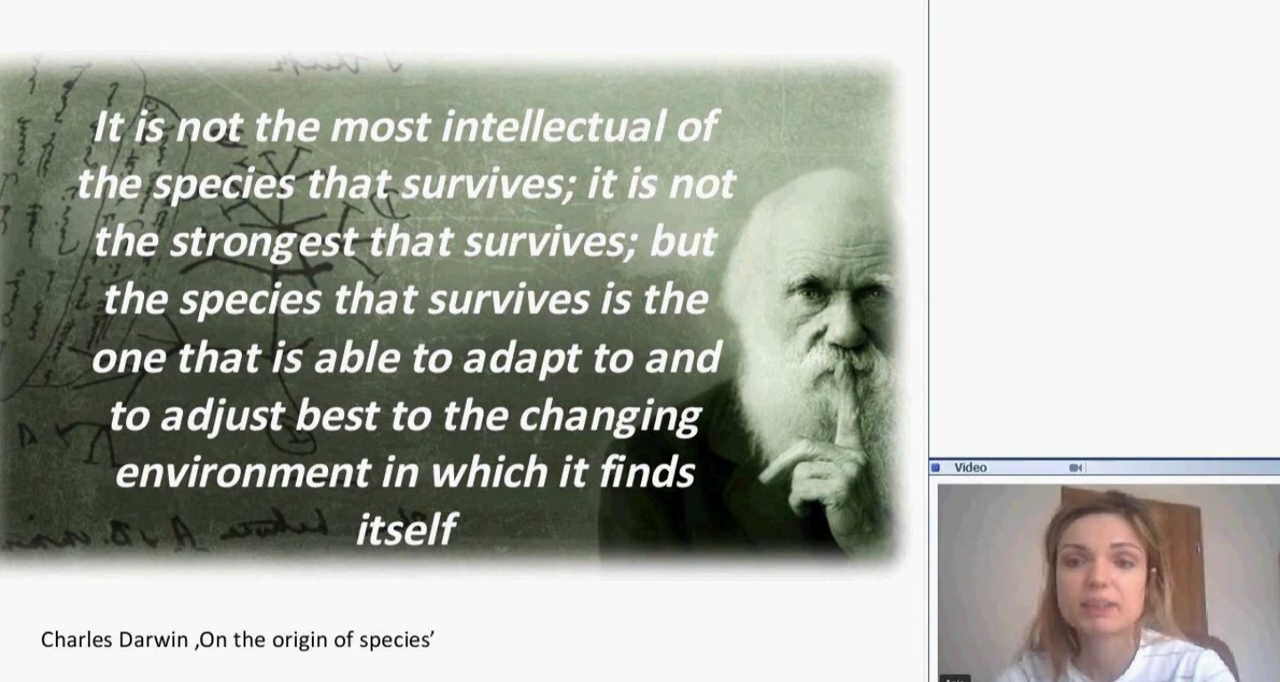 It is not the most intellectual of
the species that survives; it is not
the strongest that survives; but
the species that survives is the
one that is able to adapt to and
to adjust best to the changing
environment in which it finds
itself
Charles Darwin ‚On the origin of species’
Video